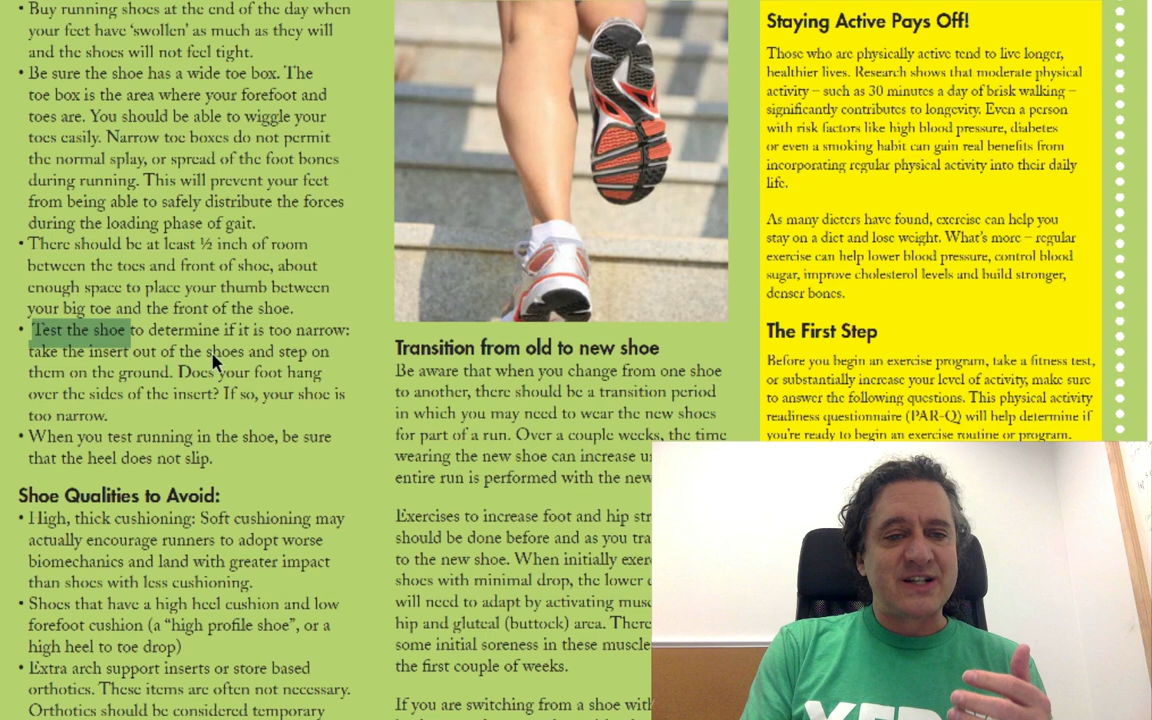 • Buy running shoes at the end of the day when
your feet have ‘swollen’ as much as they will
and the shoes will not feel tight.
• Be sure the shoe has a wide toe box. The
toe box is the area where your forefoot and
toes are. You should be able to wiggle your
toes easily. Narrow toe boxes do not permit
the normal splay, or spread of the foot bones
during running. This will prevent your feet
from being able to safely distribute the forces
during the loading phase of gait.
• There should be at least ½ inch of room
between the toes and front of shoe, about
enough space to place your thumb between
your big toe and the front of the shoe.
• Test the shoe to determine if it is too narrow:
take the insert out of the shoes and step on
them on the ground. Does your foot hang
over the sides of the insert? If so, your shoe is
too narrow.
• When you test running in the shoe, be sure
that the heel does not slip.
Shoe Qualities to Avoid:
• High, thick cushioning: Soft cushioning may
actually encourage runners to adopt worse
biomechanics and land with greater impact
than shoes with less cushioning.
• Shoes that have a high heel cushion and low
forefoot cushion (a “high profile shoe”, or a
high heel to toe drop)
• Extra arch support inserts or store based
orthotics. These items are often not necessary.
Orthotics should be considered temporary
Transition from old to new shoe
Be aware that when you change from one shoe
to another, there should be a transition period
in which you may need to wear the new shoes
for part of a run. Over a couple weeks, the time
wearing the new shoe can increase
entire run is performed with the new
Exercises to increase foot and hip
should be done before and as you
to the new shoe. When initially
shoes with minimal drop, the lower
will need to adapt by activating
hip and gluteal (buttock) area. There
some initial soreness in these muscle
the first couple of weeks.
If you are switching from a shoe
Staying Active Pays Off!
Those who are physically active tend to live longer,
healthier lives. Research shows that moderate physical
activity – such as 30 minutes a day of brisk walking –
significantly contributes to longevity. Even a person
with risk factors like high blood pressure, diabetes
or even a smoking habit can gain real benefits from
incorporating regular physical activity into their daily
life.
As many dieters have found, exercise can help you
stay on a diet and lose weight. What’s more – regular
exercise can help lower blood pressure, control blood
sugar, improve cholesterol levels and build stronger,
denser bones.
The First Step
Before you begin an exercise program, take a fitness test,
or substantially increase your level of activity, make sure
to answer the following questions. This physical activity
readiness questionnaire (PAR-Q) will help determine if
you’re ready to begin an exercise routine or program.